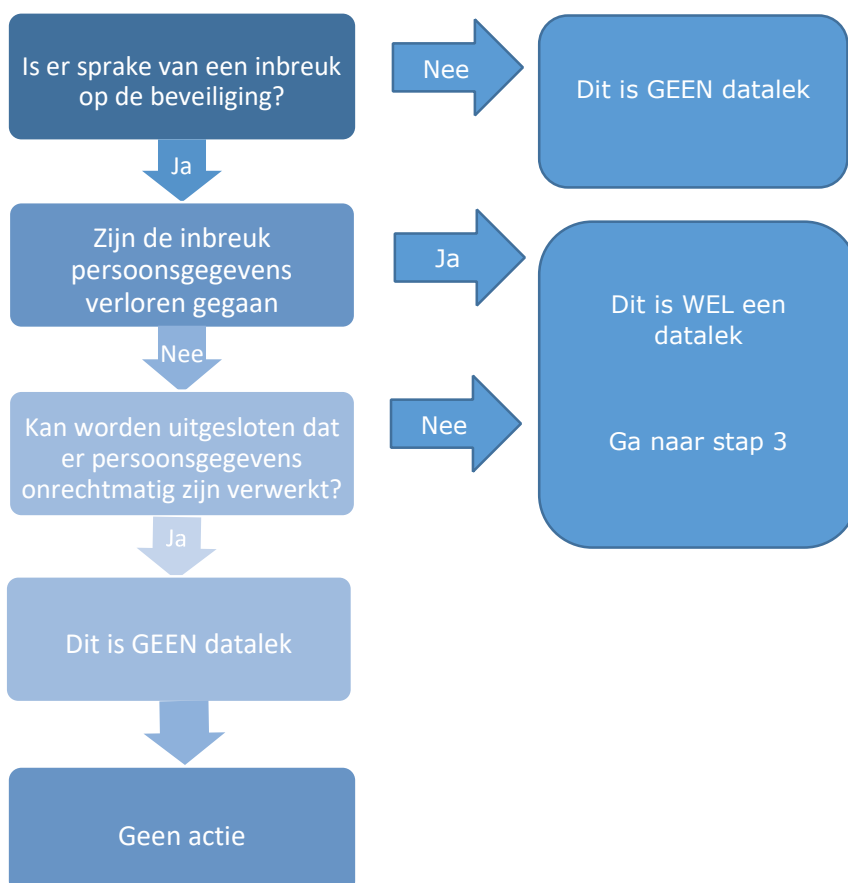 Is er sprake van een inbreuk
op de beveiliging?
Nee
Dit is GEEN datalek
Ja
Zijn de inbreuk
persoonsgegevens
verloren gegaan
Ja
Dit is WEL een
datalek
Nee
Kan worden uitgesloten dat
er persoonsgegevens
onrechtmatig zijn verwerkt?
Nee
Ga naar stap 3
Ja
Dit is GEEN datalek
Geen actie